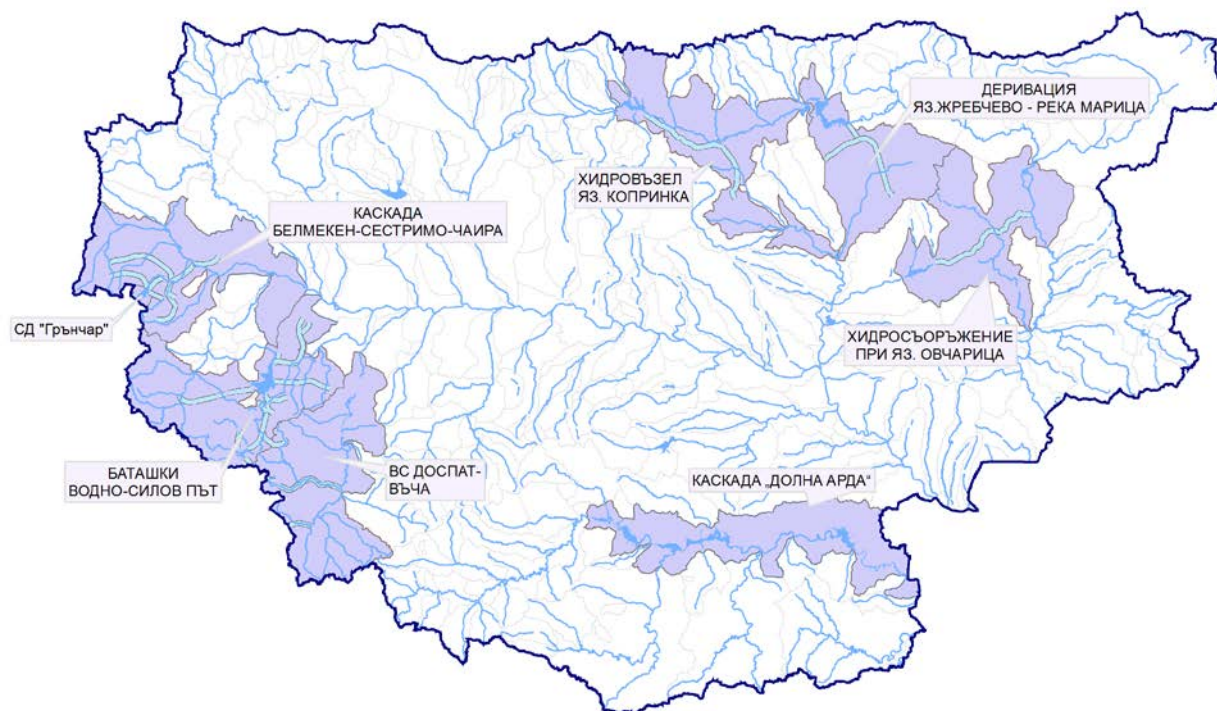 ДЕРИВАЦИЯ
ЯЗ.ЖРЕБЧЕВО - РЕКА МАРИЦА
ХИДРОВЪЗЕЛ
ЯЗ. КОПРИНКА
КАСКАДА
БЕЛМЕКЕН-СЕСТРИМО-ЧАИРА
СД "Грънчар"
ХИДРОСЪОРЪЖЕНИЕ
ПРИ ЯЗ. ОВЧАРИЦА
БАТАШКИ
ВОДНО-СИЛОВ ПЪТ
ВС ДОСПАТ-
ВЪЧА
КАСКАДА „ДОЛНА АРДА“